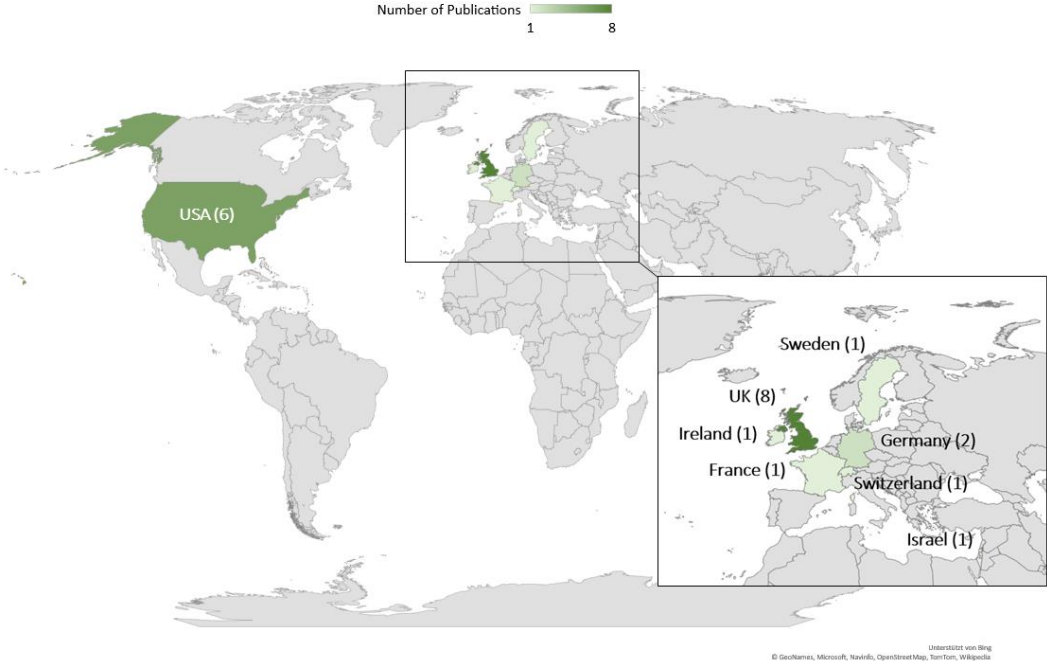 Number of Publications
1 8
USA (6)
Sweden (1)
UK (8)
Ireland (1)
Germany (2)
France (1)
Switzerland (1)
Israel (1)
Unterstützt von Bing
© GeoNames, Microsoft, Navinfo, OpenStreetMap, TomTom, Wikipedia